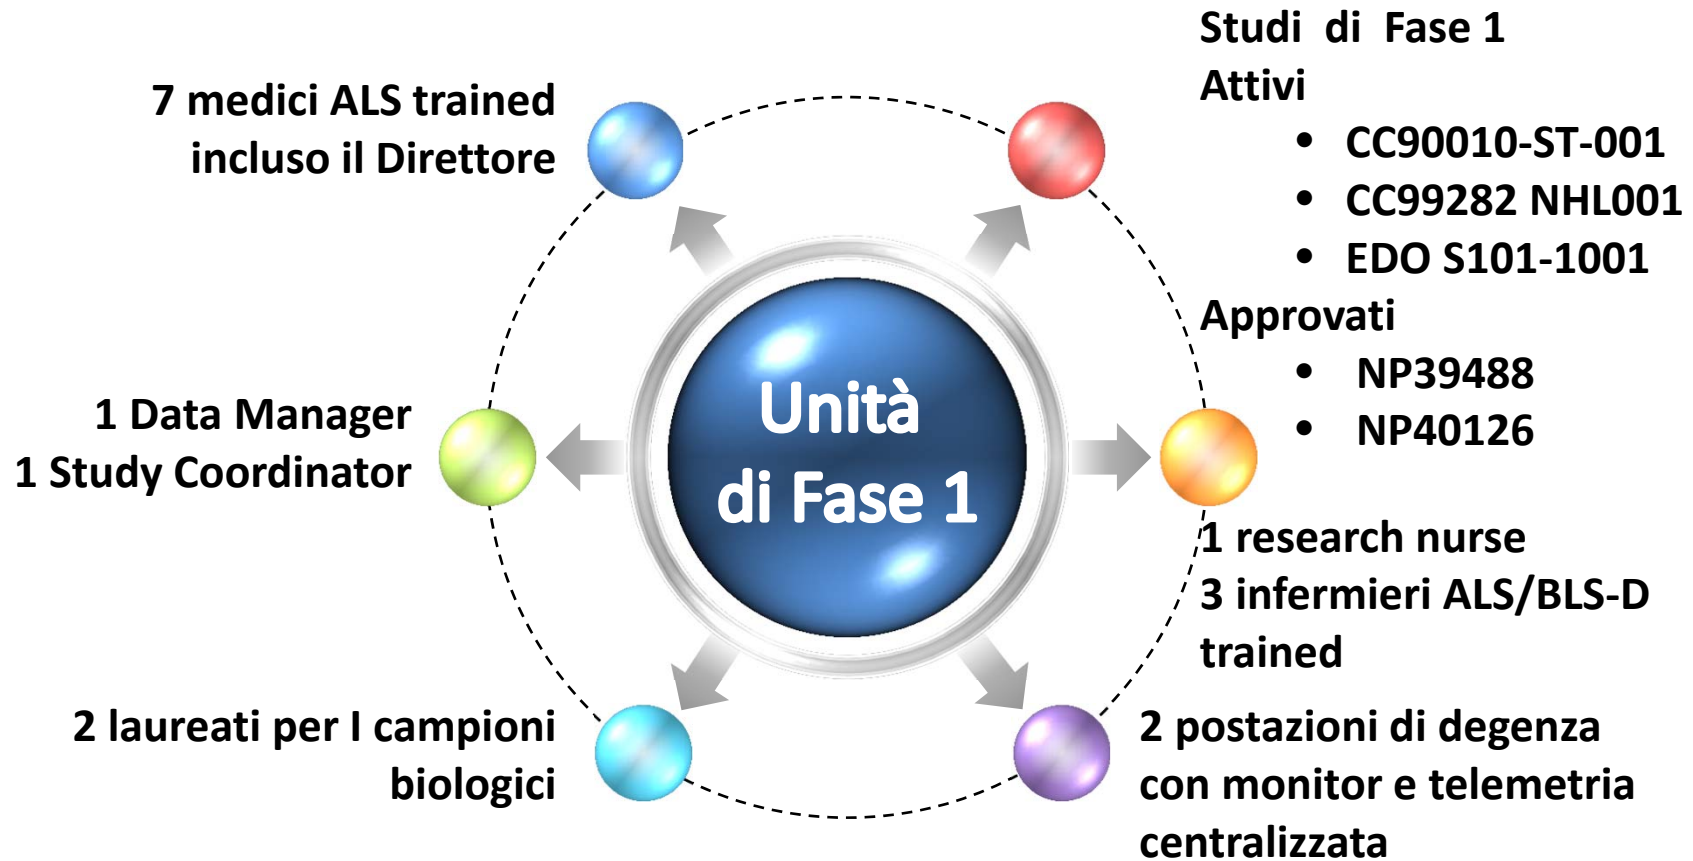 7 medici ALS trained
incluso il Direttore
Studi di Fase 1
Attivi
• CC90010-ST-001
• CC99282 NHL001
• EDO S101-1001
Approvati
• NP39488
• NP40126
1 Data Manager
1 Study Coordinator
Unità
di Fase 1
1 research nurse
3 infermieri ALS/BLS-D
trained
2 laureati per I campioni
biologici
2 postazioni di degenza
con monitor e telemetria
centralizzata